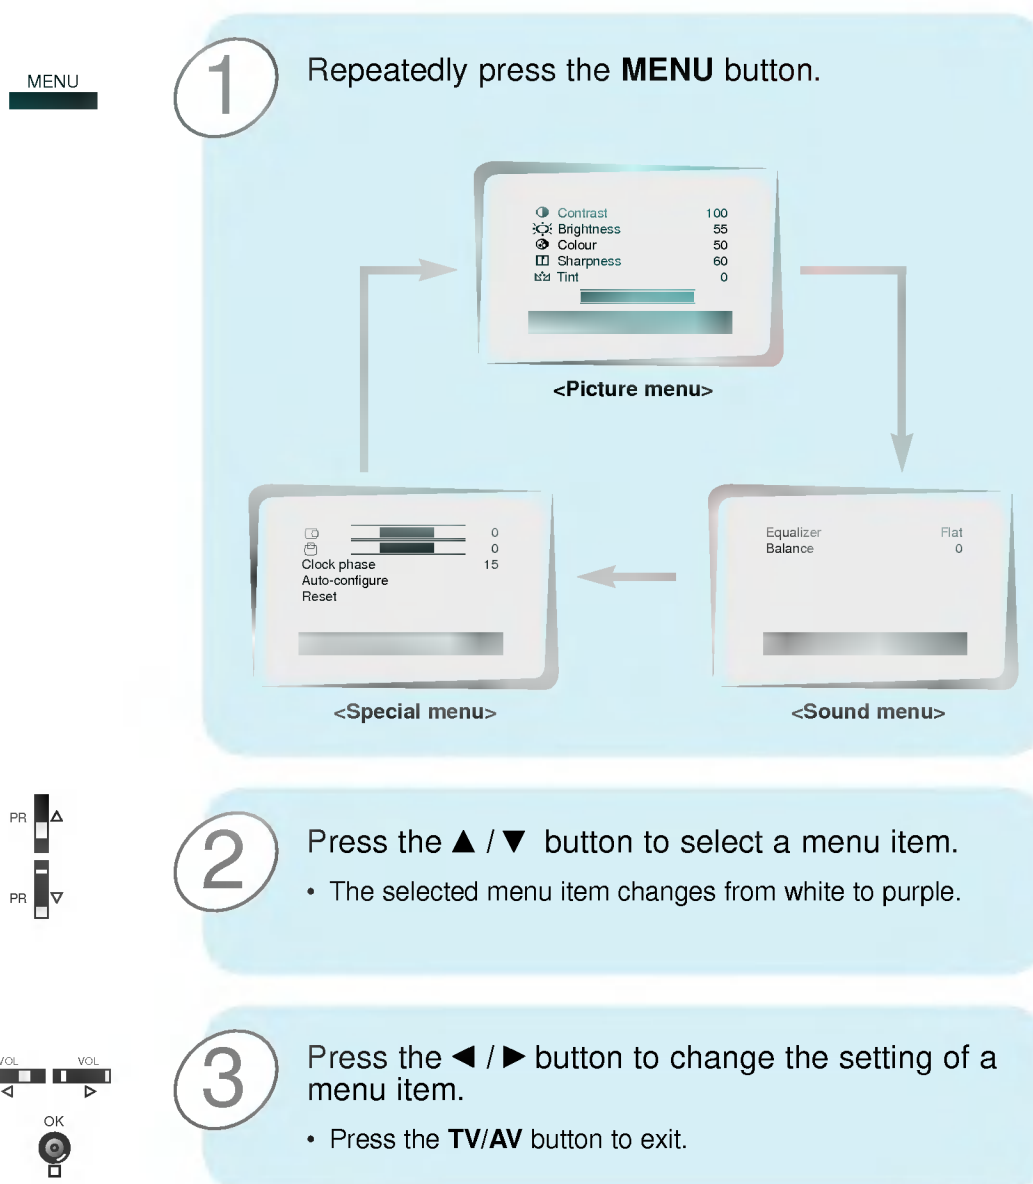 MENU
1
Repeatedly press the MENU button.
Contrast 100
Brightness 55
Colour 50
Sharpness 60
Tint 0
<Picture menu>
0
0
Clock phase 15
Auto-configure
Reset
<Special menu>
Equalizer Flat
Balance 0
<Sound menu>
PR △
PR ▽
2
Press the ▲ / ▼ button to select a menu item.
• The selected menu item changes from white to purple.
VOL VOL
◁ ▷
OK
3
Press the ◀ / ▶ button to change the setting of a
menu item.
• Press the TV/AV button to exit.